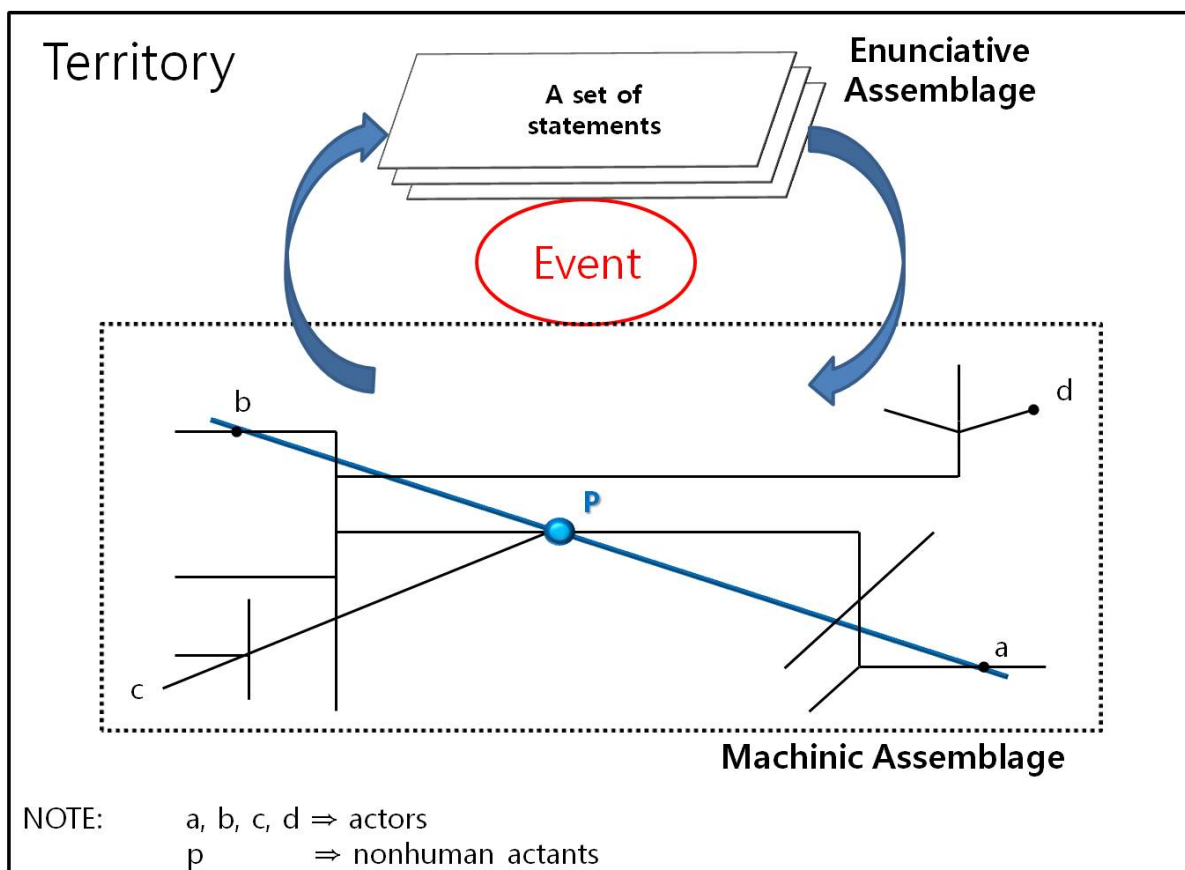 Territory
Enunciative
Assemblage
A set of
statements
Event
b
d
P
a
c
Machinic Assemblage
NOTE: a, b, c, d ⇒ actors
p ⇒ nonhuman actants